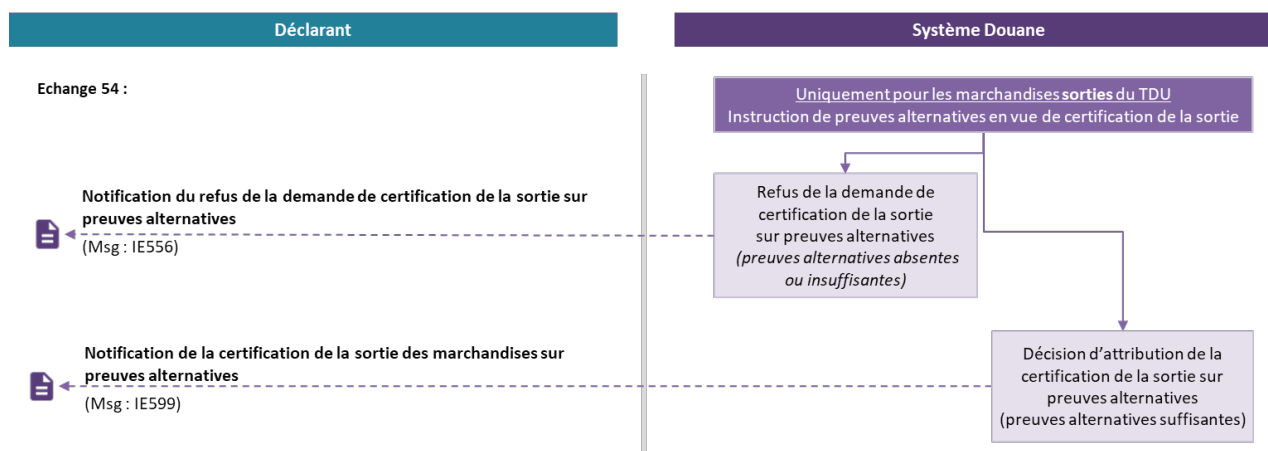 Déclarant
Système Douane
Echange 54 :
Uniquement pour les marchandises sorties du TDU
Instruction de preuves alternatives en vue de certification de la sortie
Notification du refus de la demande de certification de la sortie sur
preuves alternatives
(Msg : IE556)
Refus de la demande de
certification de la sortie
sur preuves alternatives
(preuves alternatives absentes
ou insuffisantes)
Notification de la certification de la sortie des marchandises sur
preuves alternatives
(Msg : IE599)
Décision d’attribution de la
certification de la sortie sur
preuves alternatives
(preuves alternatives suffisantes)